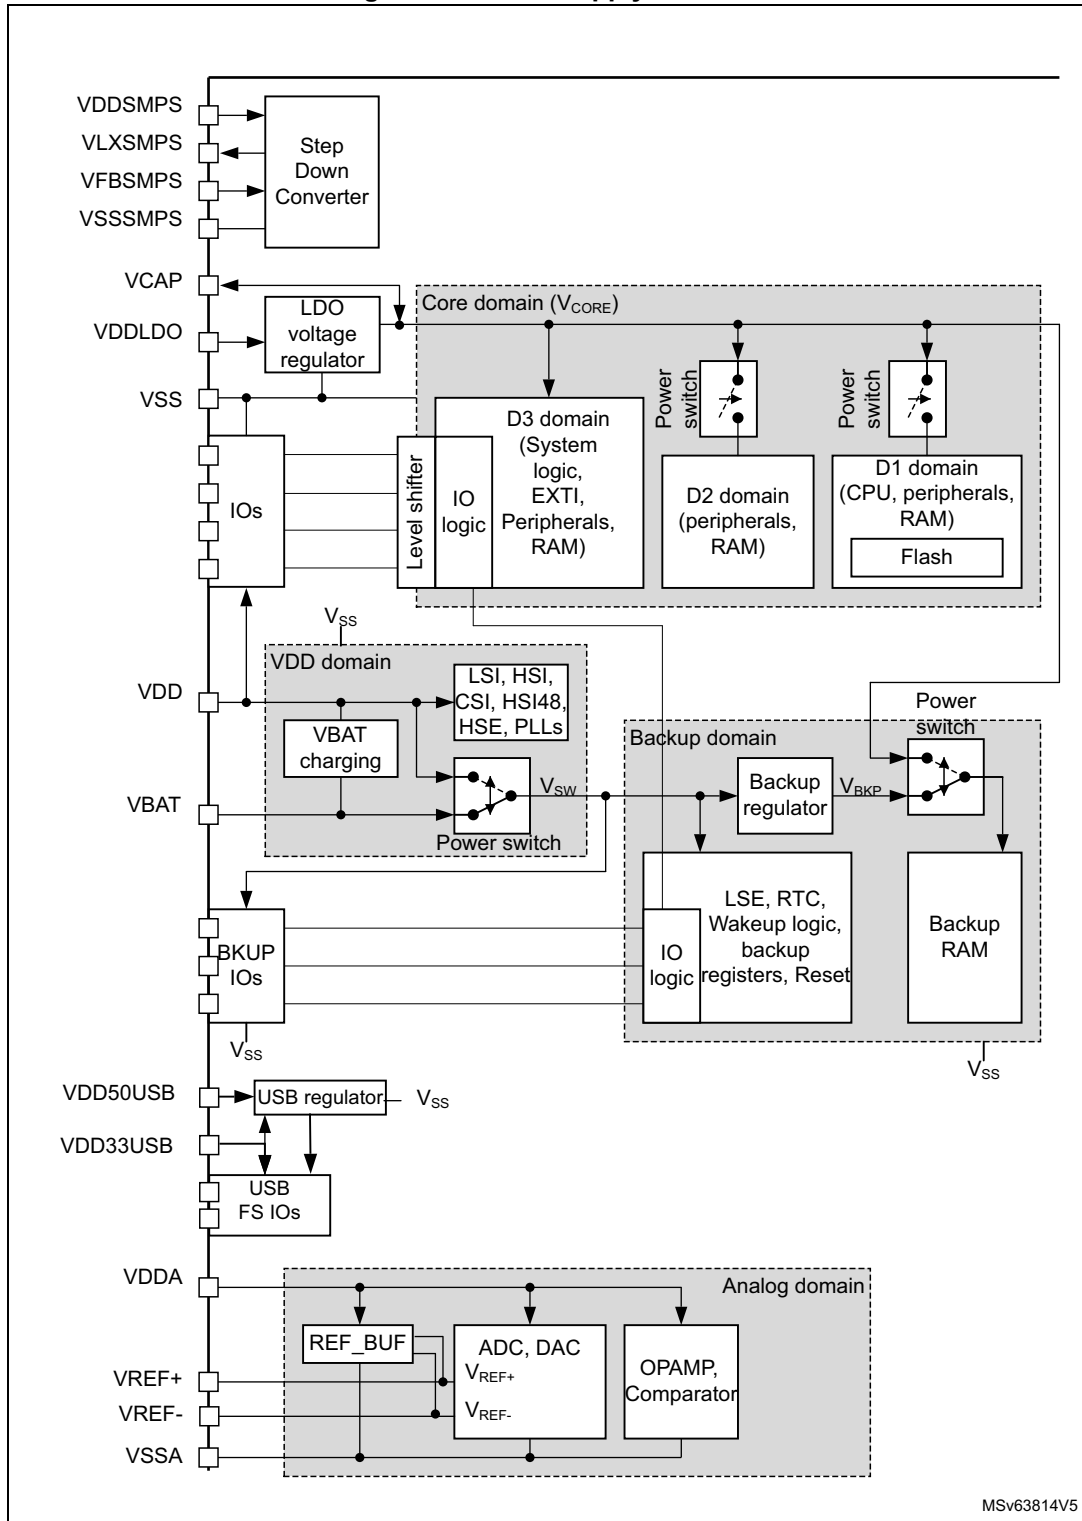 VDDSMPS
VLXSMPS
VFBSMPS
VSSSMPS
Step
Down
Converter
VCAP
VDDLDO
VSS
LDO
voltage
regulator
Core domain (VCORE)
Power
switch
Power
switch
D3 domain
(System
logic,
EXTI,
Peripherals,
RAM)
D2 domain
(peripherals,
RAM)
D1 domain
(CPU, peripherals,
RAM)
Flash
IOs
Level shifter
IO
logic
VSS
VDD domain
VDD
LSI, HSI,
CSI, HSI48,
HSE, PLLs
VBAT
charging
VBAT
VSW
Power switch
Backup domain
Power
switch
Backup
regulator
VBKP
LSE, RTC,
Wakeup logic,
backup
registers, Reset
IO
logic
Backup
RAM
BKUP
IOs
VSS
VSS
VDD50USB
USB regulator
VSS
VDD33USB
USB
FS IOs
VDDA
Analog domain
REF_BUF
ADC, DAC
VREF+
VREF-
OPAMP,
Comparator
VREF+
VREF-
VSSA
MSv63814V5